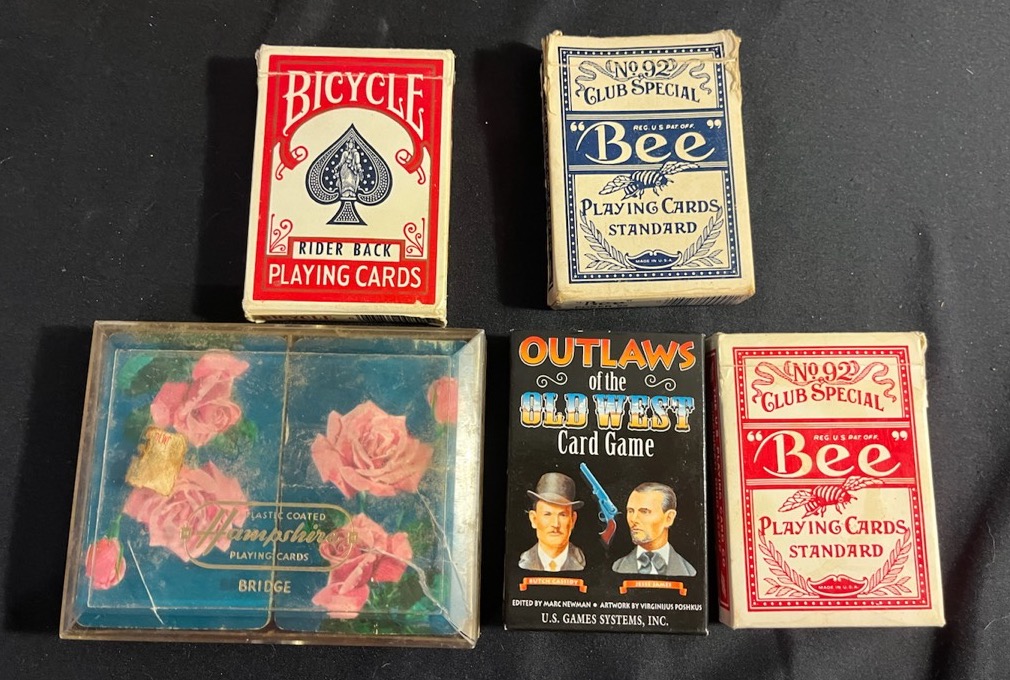 BICYCLE
RIDER BACK
PLAYING CARDS
No 92
CLUB SPECIAL
REG. U S PAT. OFF.
"Bee"
PLAYING CARDS
STANDARD
MADE IN U.S.A.
Bee
PLASTIC COATED
Hampshire
PLAYING CARDS
BRIDGE
OUTLAWS
of the
OLD WEST
Card Game
BUTCH CASSIDY
JESSE JAMES
EDITED BY MARC NEWMAN • ARTWORK BY VIRGINIJUS POSHKUS
U.S. GAMES SYSTEMS, INC.
No 92
CLUB SPECIAL
REG. U S PAT. OFF.
"Bee"
PLAYING CARDS
STANDARD
MADE IN U.S.A.